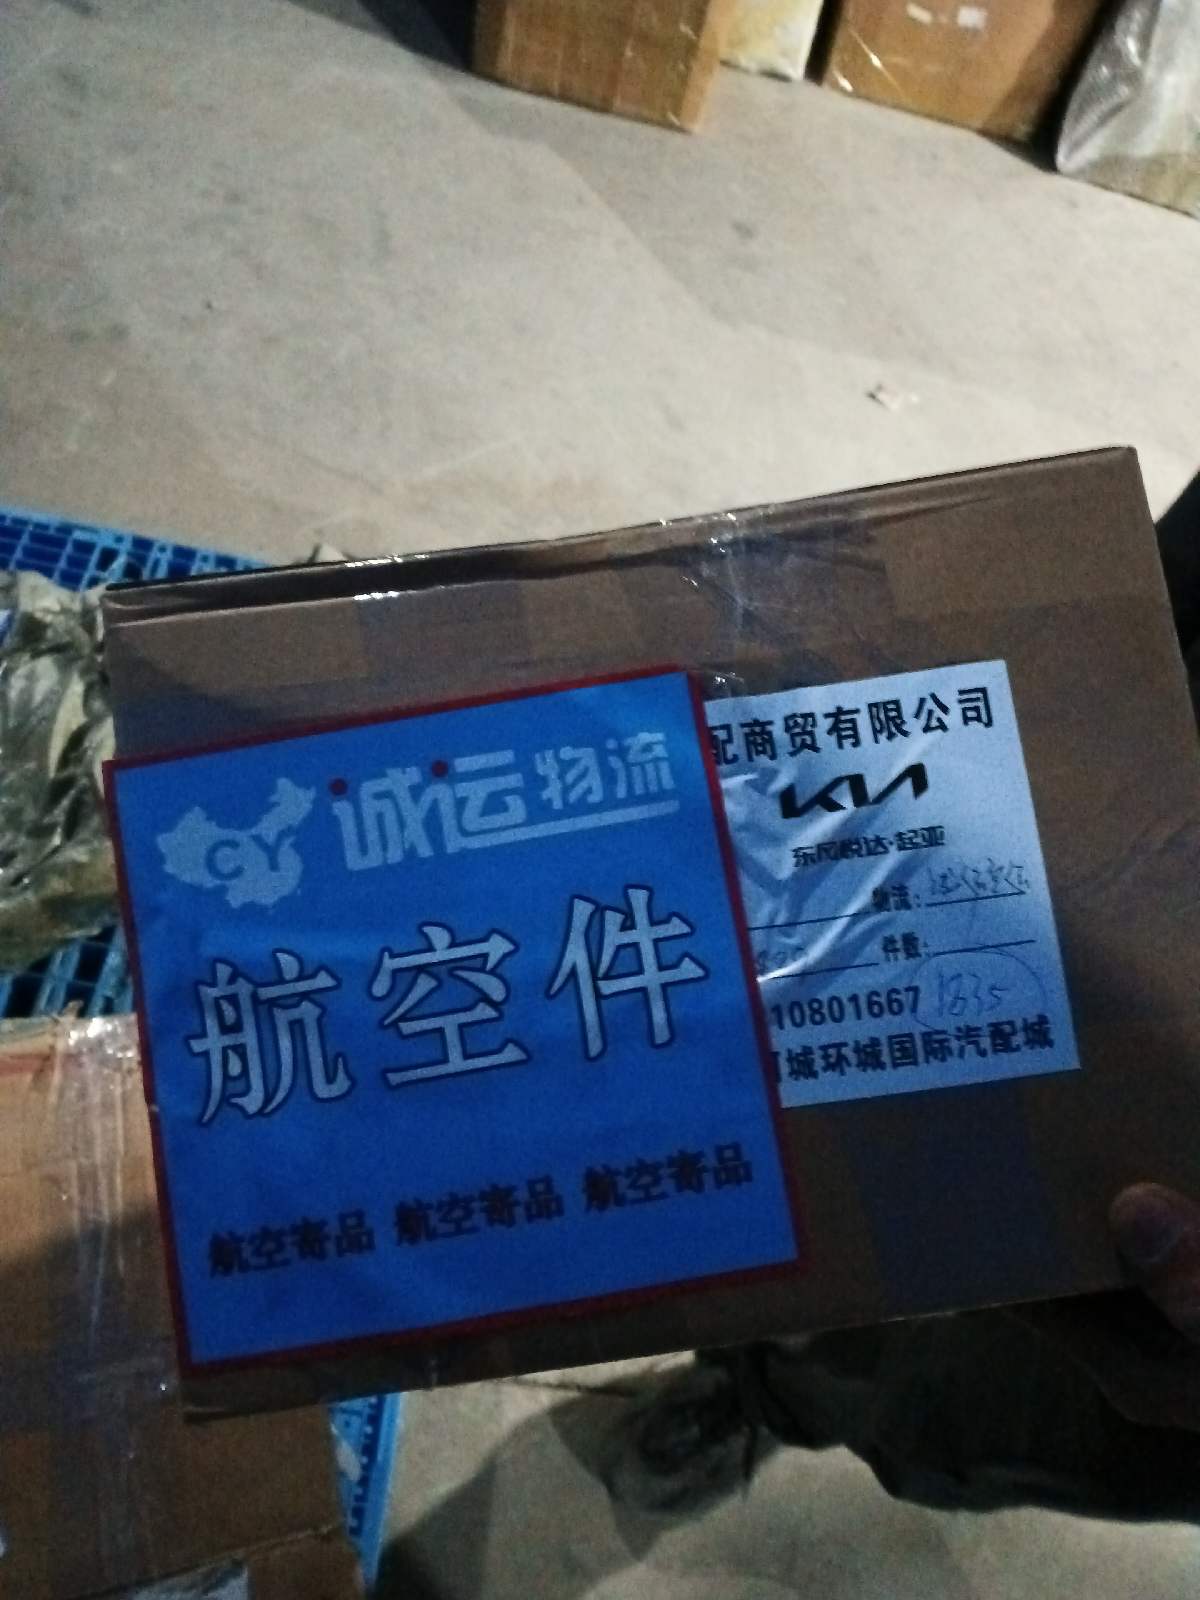 CY 诚运物流
航空件
航空寄品 航空寄品 航空寄品
配商贸有限公司
KIA
东风悦达·起亚
物流:
件数:
10801667 1835
城环城国际汽配城